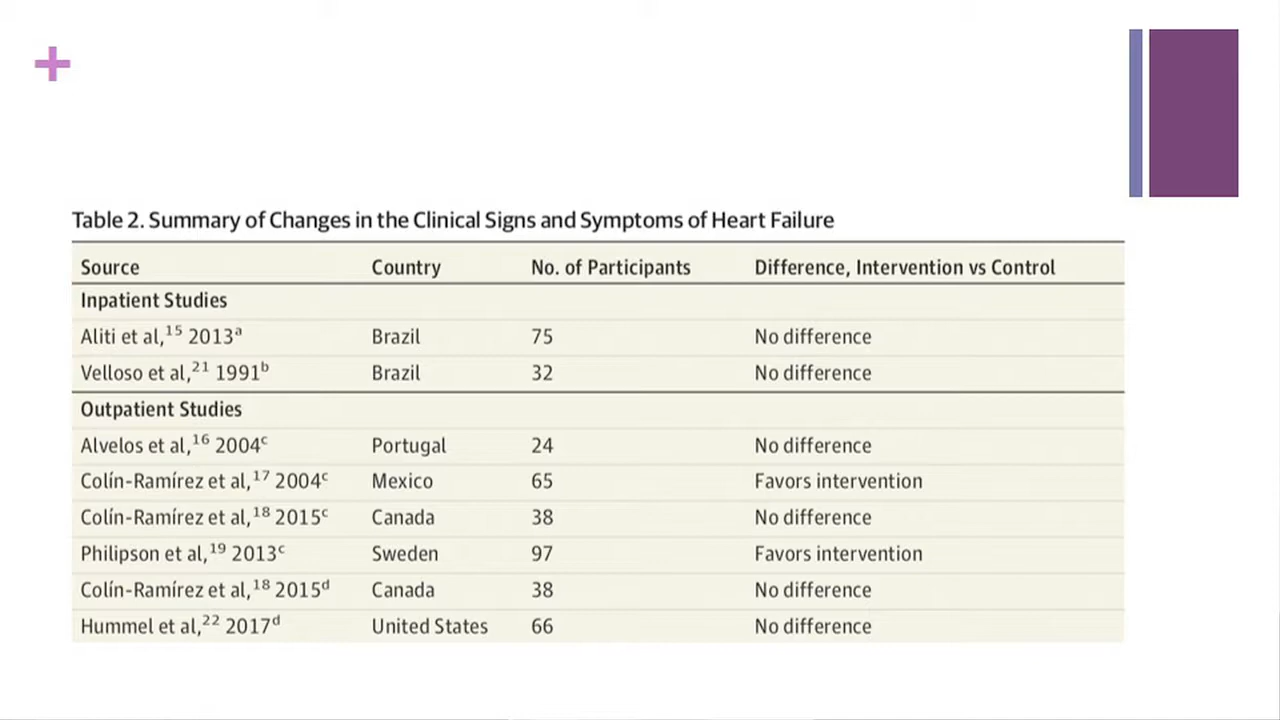 +
Table 2. Summary of Changes in the Clinical Signs and Symptoms of Heart Failure
Source Country No. of Participants Difference, Intervention vs Control
Inpatient Studies
Aliti et al,¹⁵ 2013ᵃ Brazil 75 No difference
Velloso et al,²¹ 1991ᵇ Brazil 32 No difference
Outpatient Studies
Alvelos et al,¹⁶ 2004ᶜ Portugal 24 No difference
Colín-Ramírez et al,¹⁷ 2004ᶜ Mexico 65 Favors intervention
Colín-Ramírez et al,¹⁸ 2015ᶜ Canada 38 No difference
Philipson et al,¹⁹ 2013ᶜ Sweden 97 Favors intervention
Colín-Ramírez et al,¹⁸ 2015ᵈ Canada 38 No difference
Hummel et al,²² 2017ᵈ United States 66 No difference